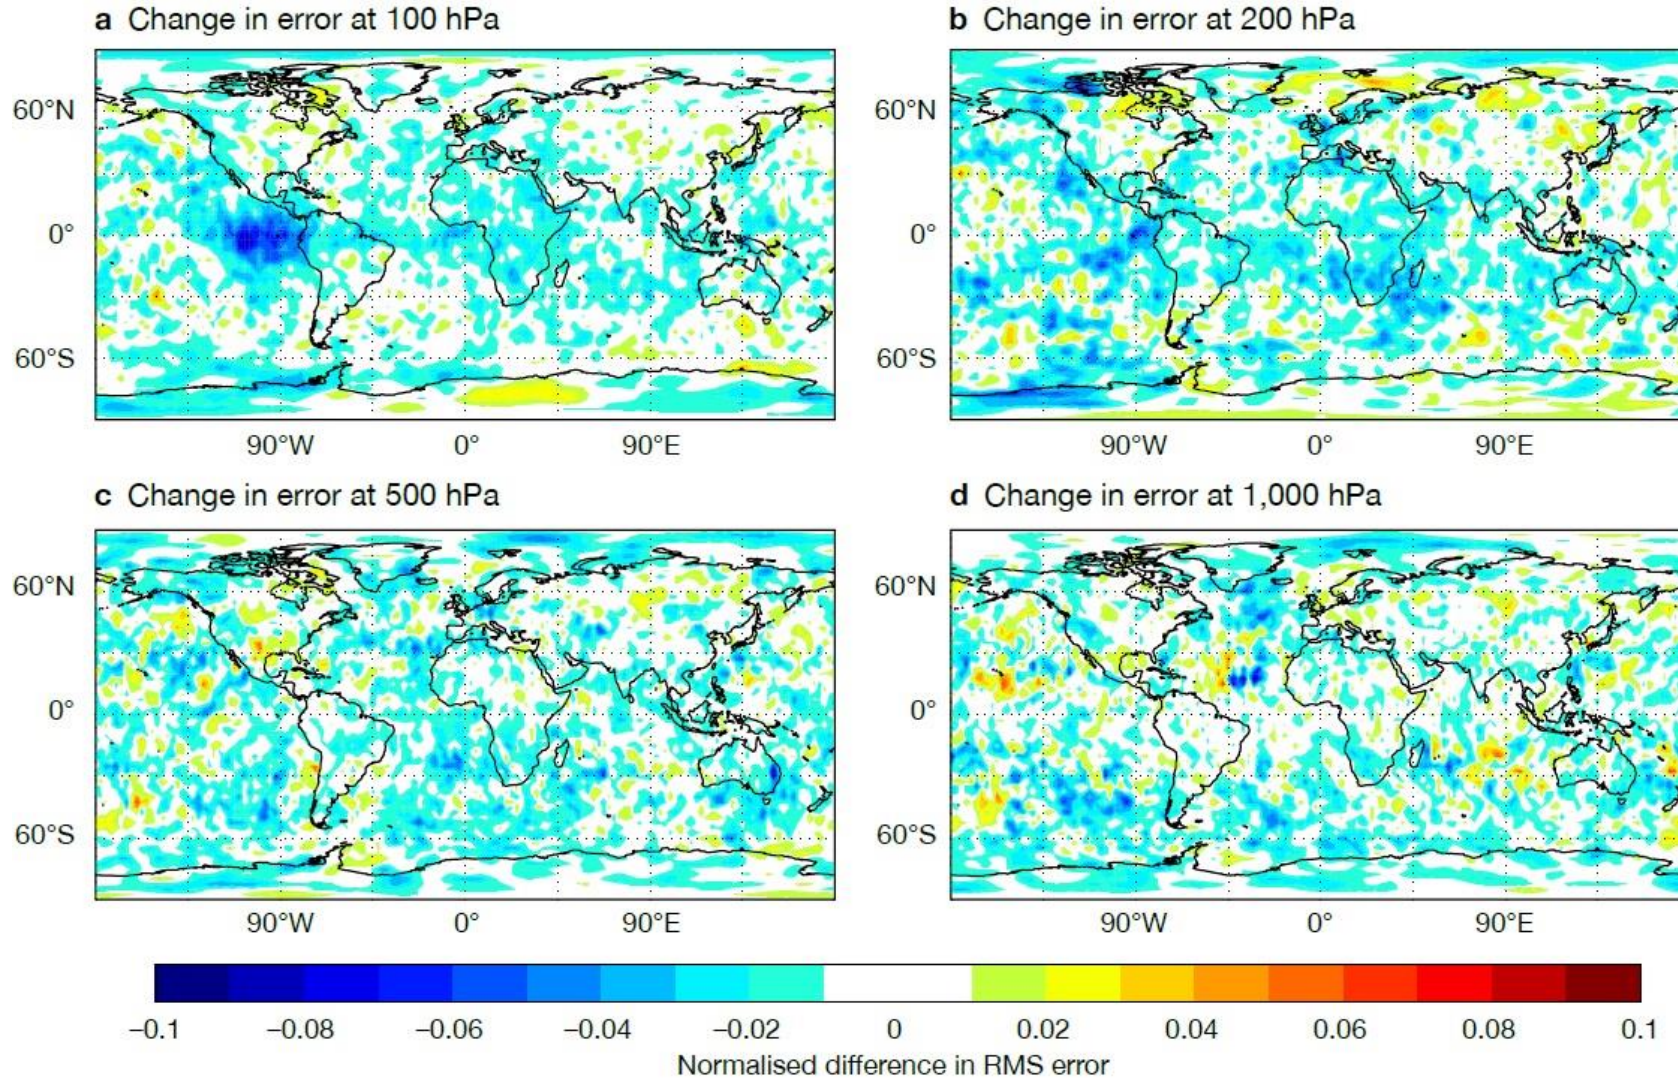 a Change in error at 100 hPa
b Change in error at 200 hPa
60°N
0°
60°S
90°W 0° 90°E
60°N
0°
60°S
90°W 0° 90°E
c Change in error at 500 hPa
d Change in error at 1,000 hPa
60°N
0°
60°S
90°W 0° 90°E
60°N
0°
60°S
90°W 0° 90°E
–0.1 –0.08 –0.06 –0.04 –0.02 0 0.02 0.04 0.06 0.08 0.1
Normalised difference in RMS error